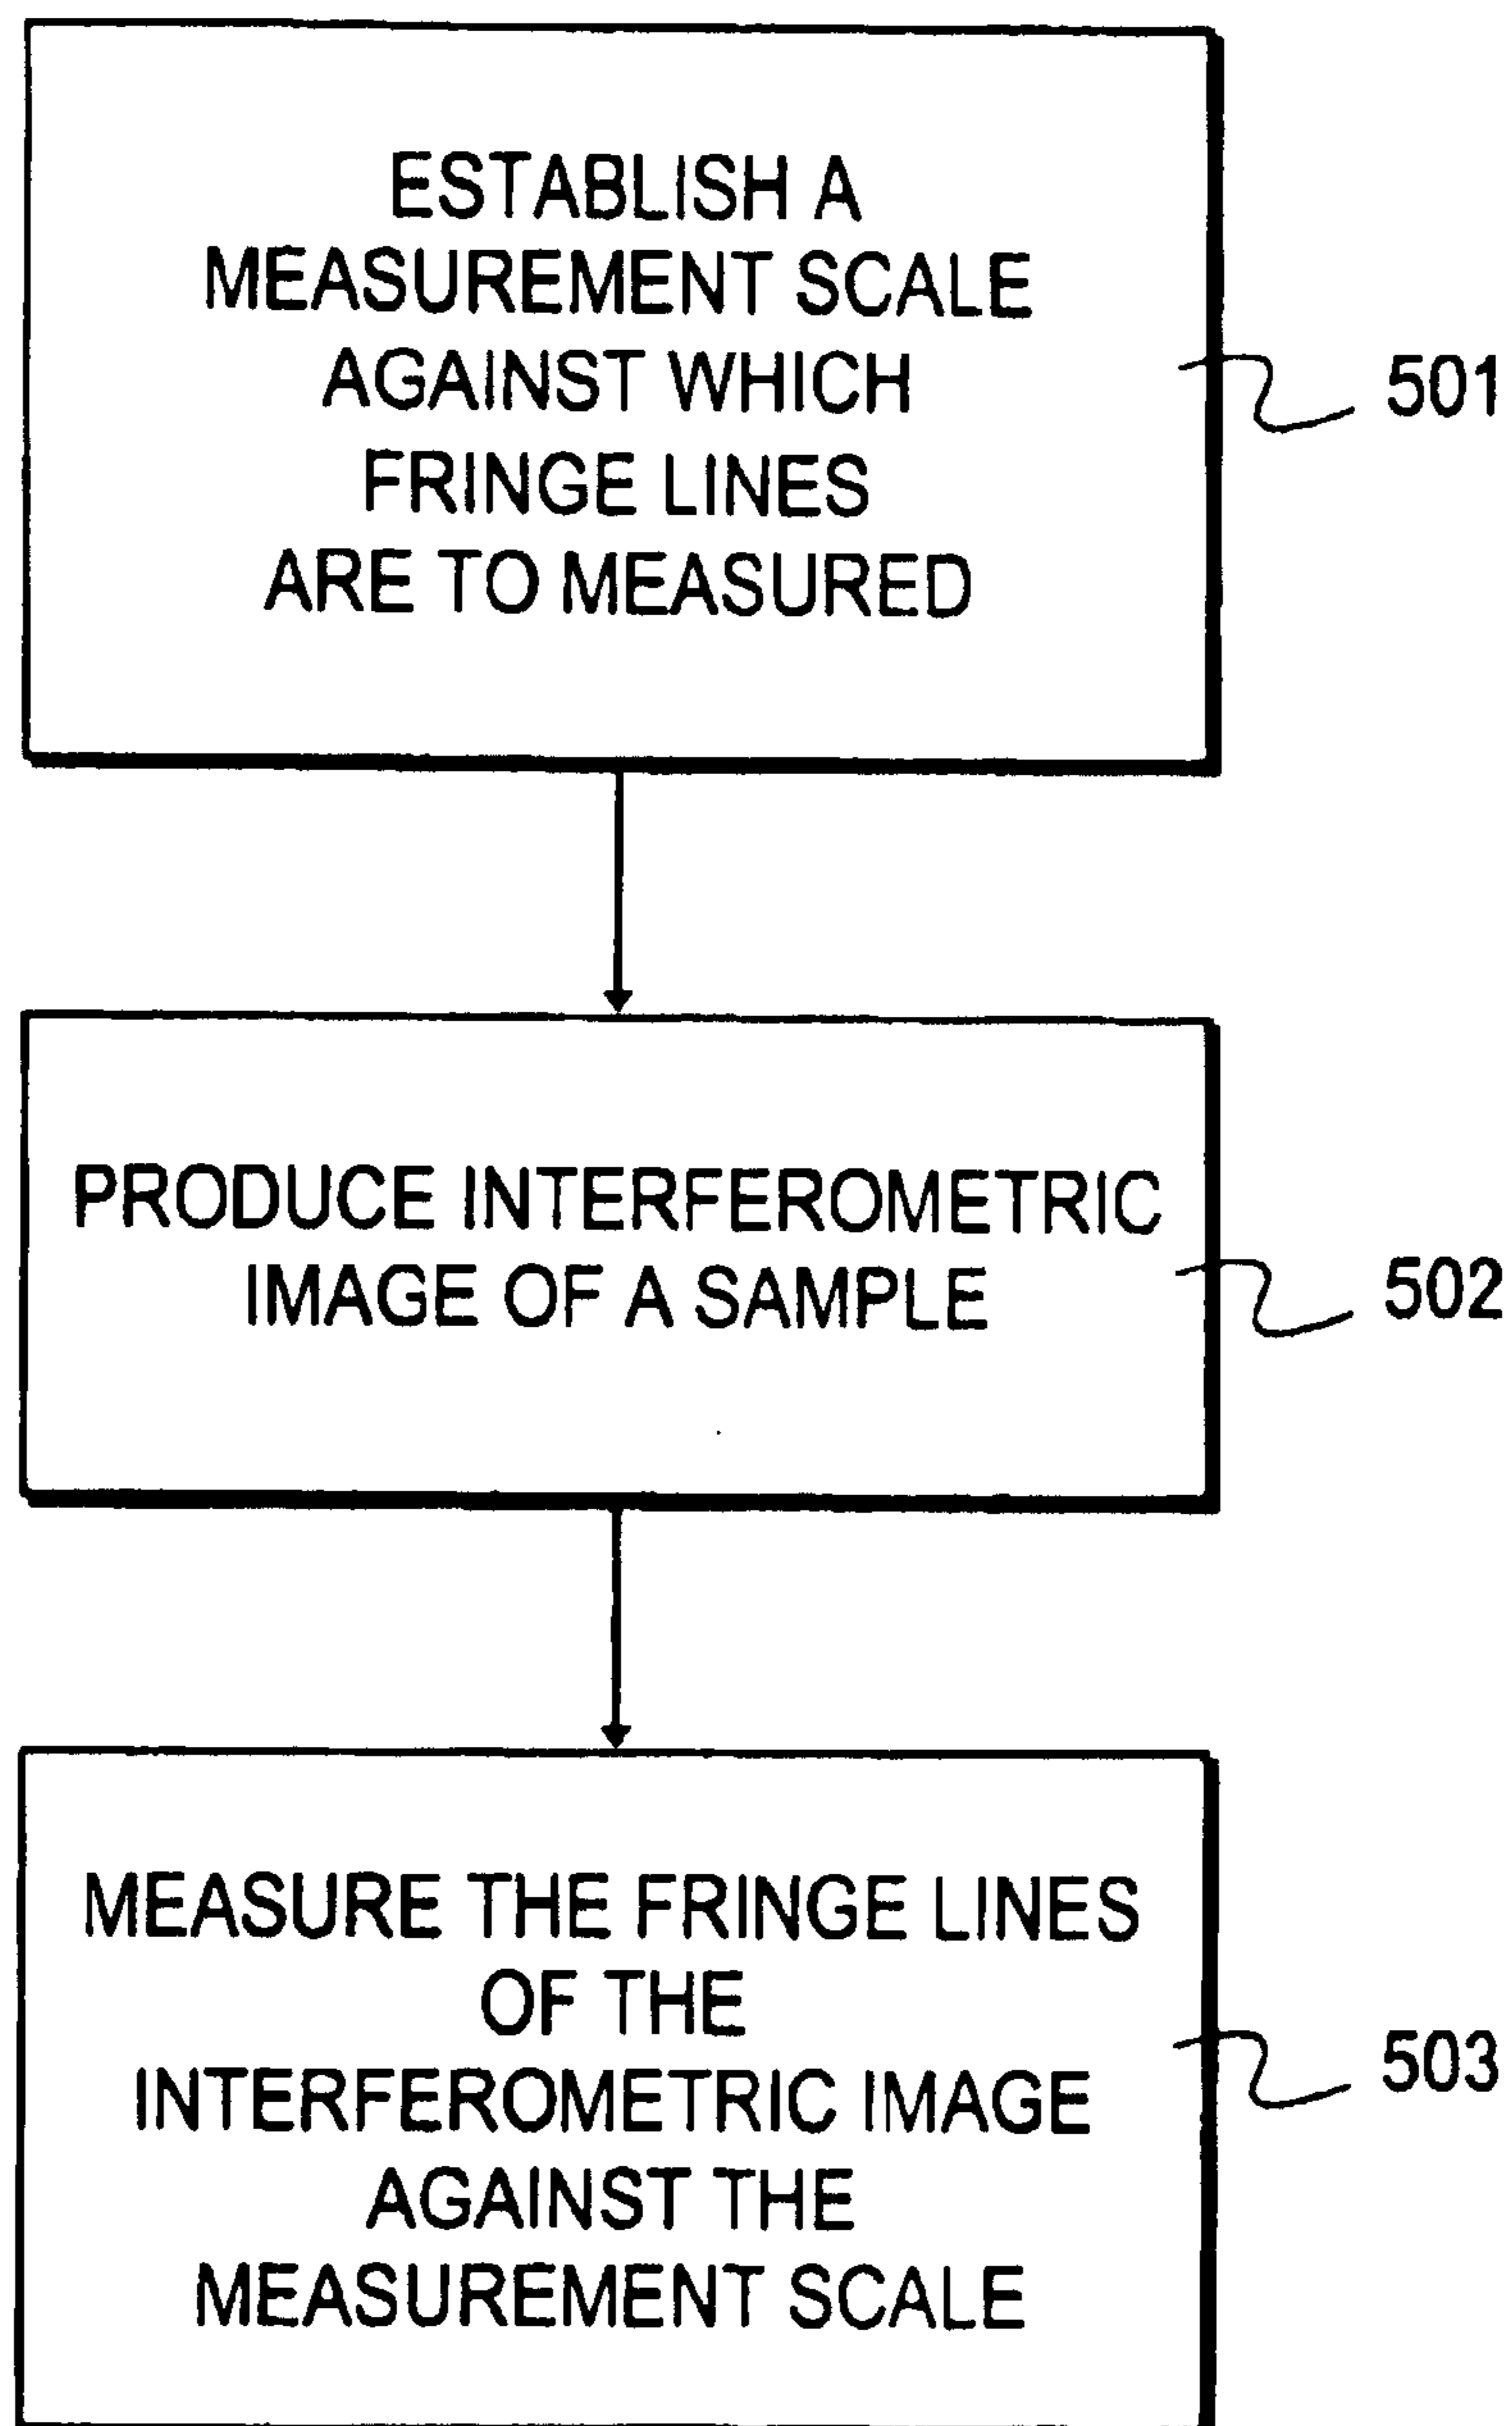 ESTABLISH A
MEASUREMENT SCALE
AGAINST WHICH
FRINGE LINES
ARE TO MEASURED
501
PRODUCE INTERFEROMETRIC
IMAGE OF A SAMPLE
502
MEASURE THE FRINGE LINES
OF THE
INTERFEROMETRIC IMAGE
AGAINST THE
MEASUREMENT SCALE
503